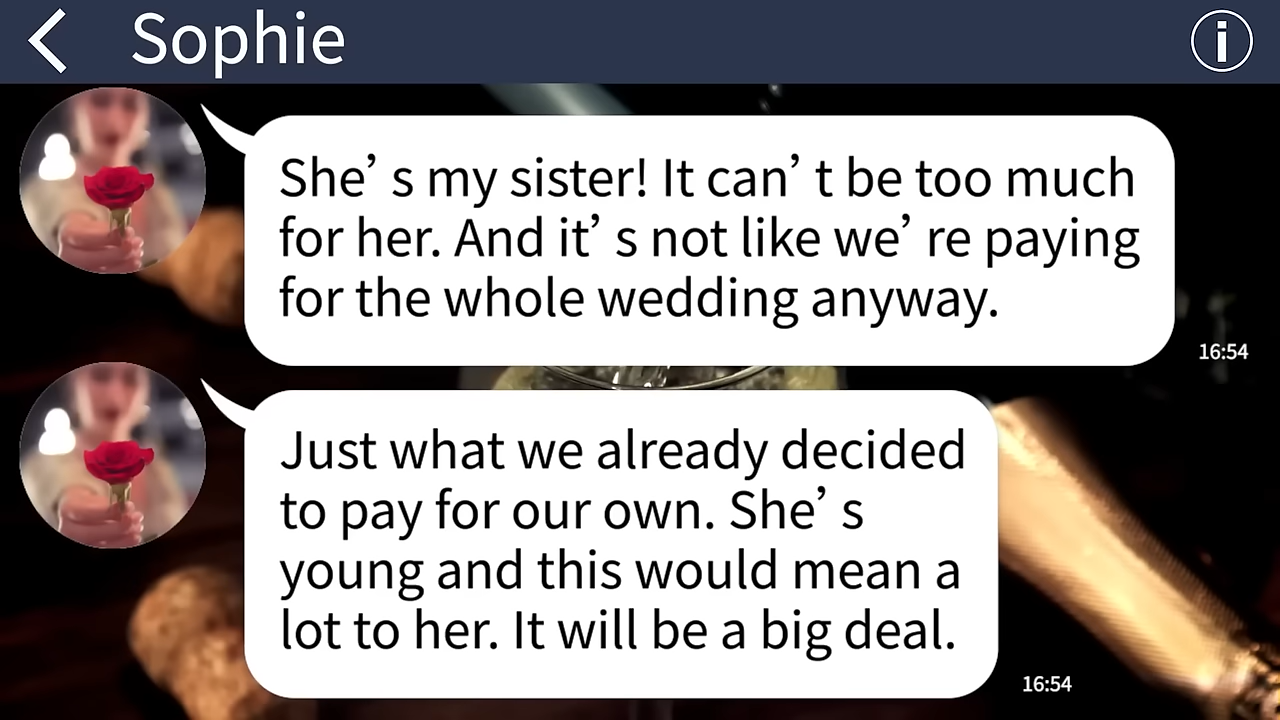 Sophie
She’s my sister! It can’t be too much
for her. And it’s not like we’re paying
for the whole wedding anyway.
16:54
Just what we already decided
to pay for our own. She’s
young and this would mean a
lot to her. It will be a big deal.
16:54